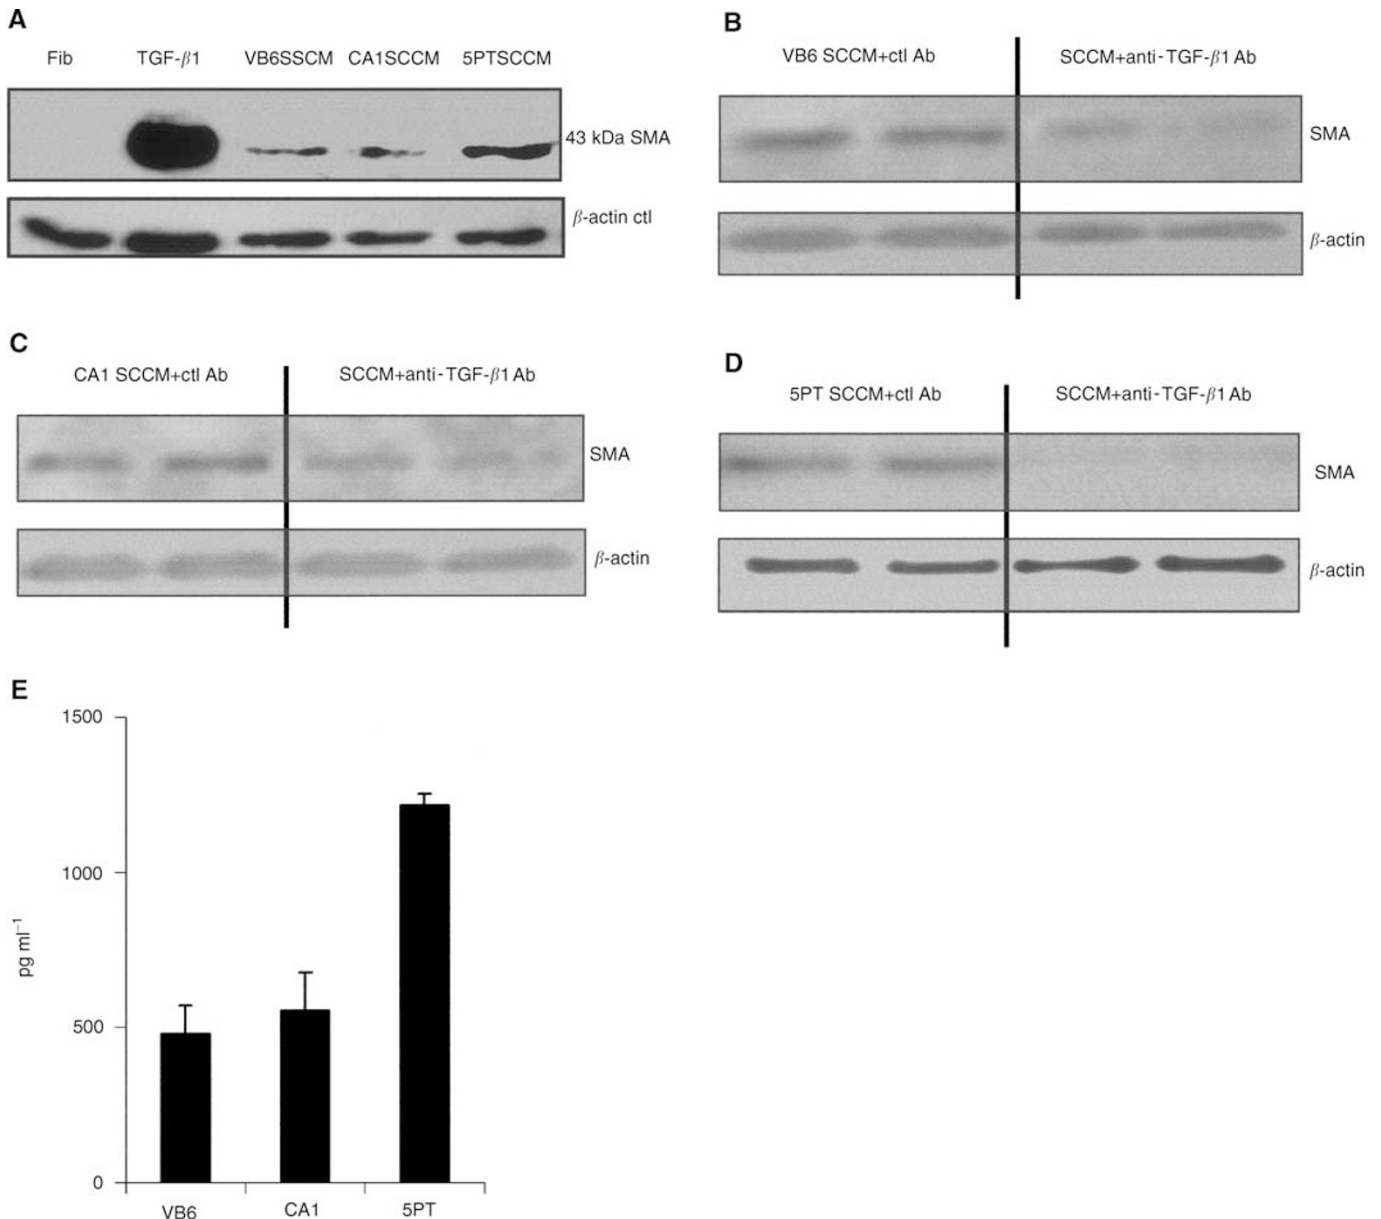 A
Fib TGF-β1 VB6SSCM CA1SCCM 5PTSCCM
43 kDa SMA
β-actin ctl
B
VB6 SCCM+ctl Ab SCCM+anti-TGF-β1 Ab
SMA
β-actin
C
CA1 SCCM+ctl Ab SCCM+anti-TGF-β1 Ab
SMA
β-actin
D
5PT SCCM+ctl Ab SCCM+anti-TGF-β1 Ab
SMA
β-actin
E
1500
1000
500
0
pg ml⁻¹
VB6 CA1 5PT